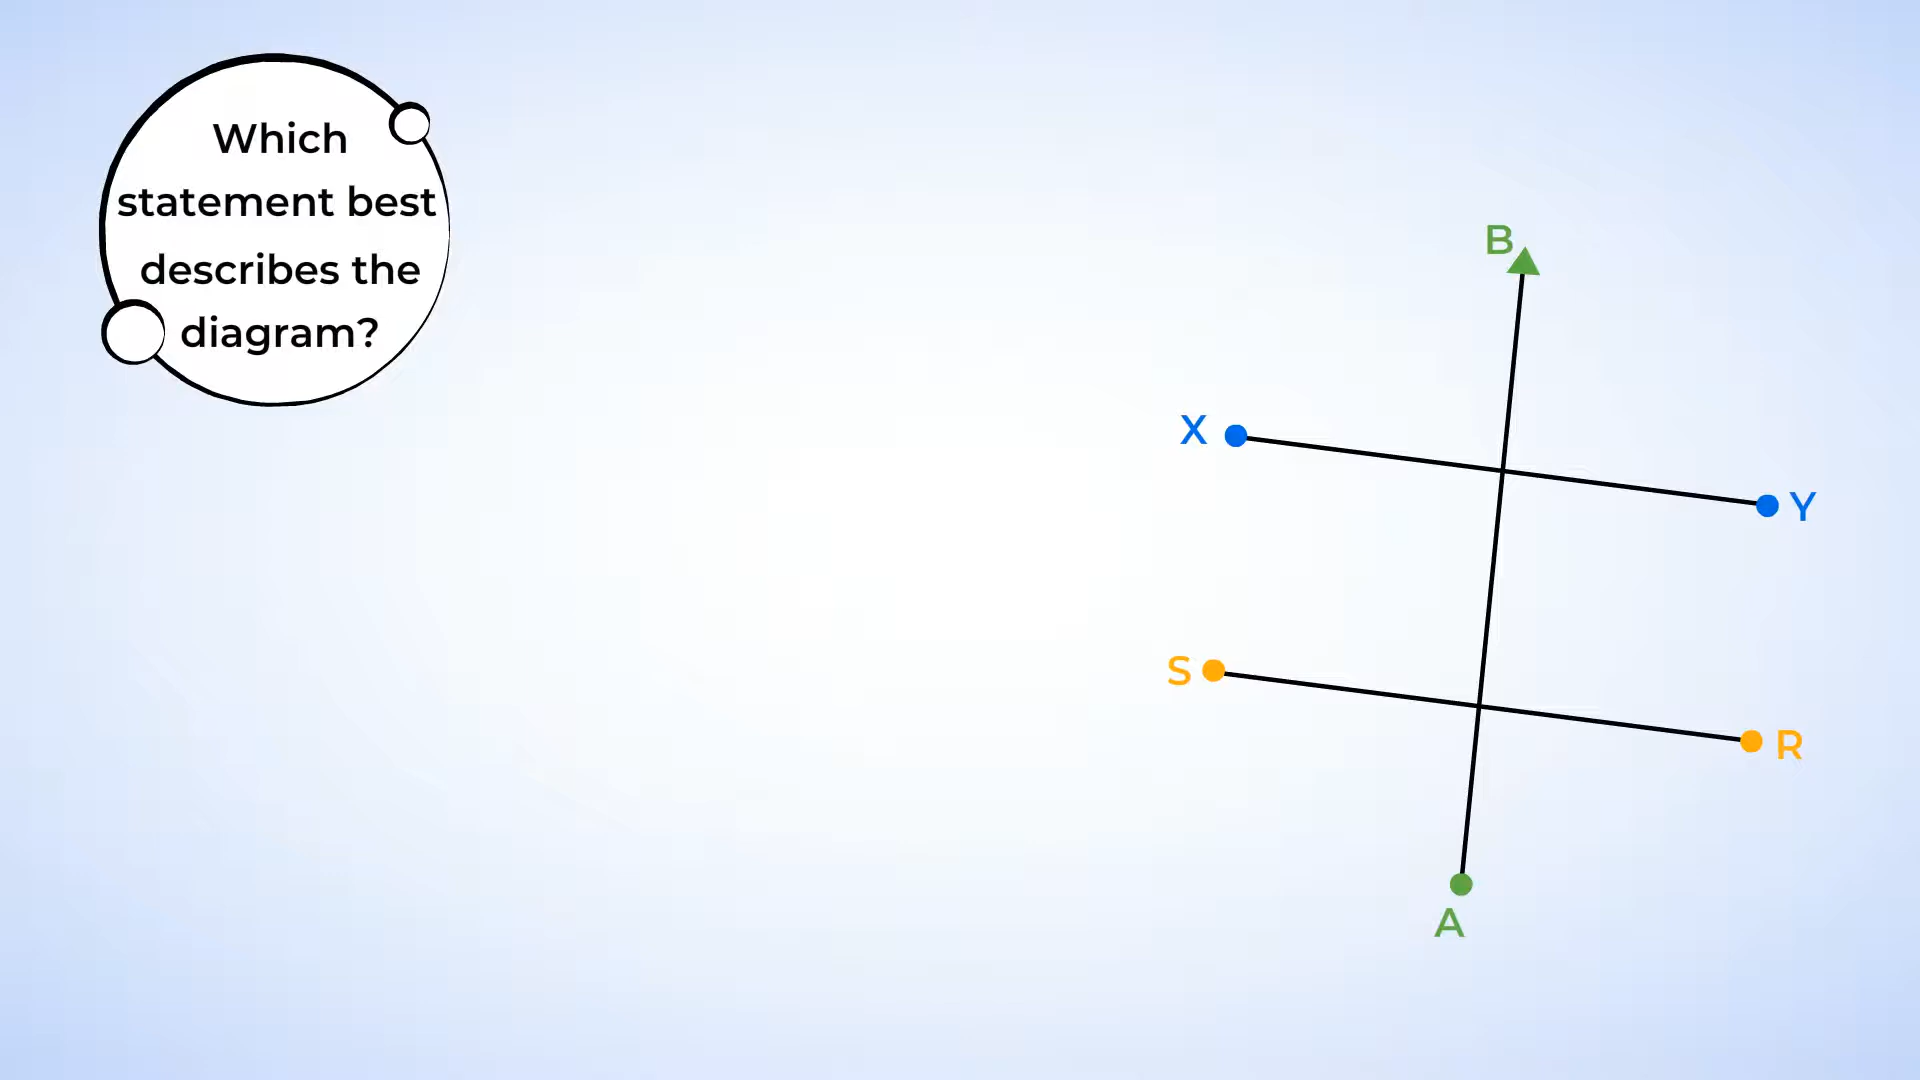 Which
statement best
describes the
diagram?
B
X
Y
S
R
A